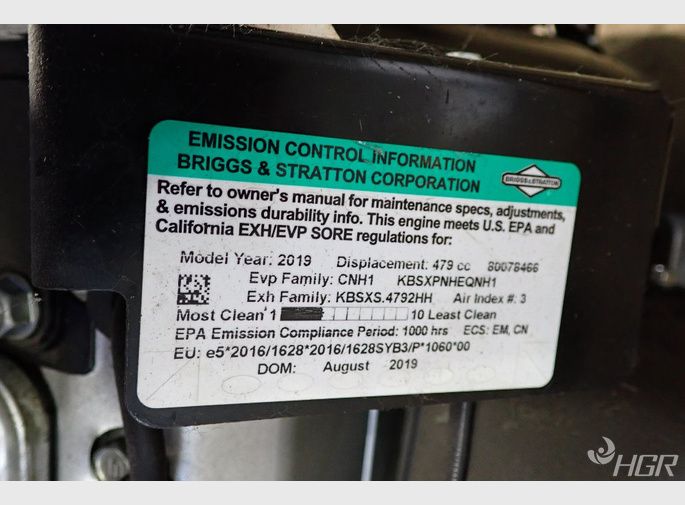 EMISSION CONTROL INFORMATION
BRIGGS & STRATTON CORPORATION
BRIGGS & STRATTON
Refer to owner's manual for maintenance specs, adjustments,
& emissions durability info. This engine meets U.S. EPA and
California EXH/EVP SORE regulations for:
Model Year: 2019 Displacement: 479 cc 80078466
Evp Family: CNH1 KBSXPNHEQNH1
Exh Family: KBSXS.4792HH Air Index #: 3
Most Clean 1 10 Least Clean
EPA Emission Compliance Period: 1000 hrs ECS: EM, CN
EU: e5*2016/1628*2016/1628SYB3/P*1060*00
DOM: August 2019
HGR